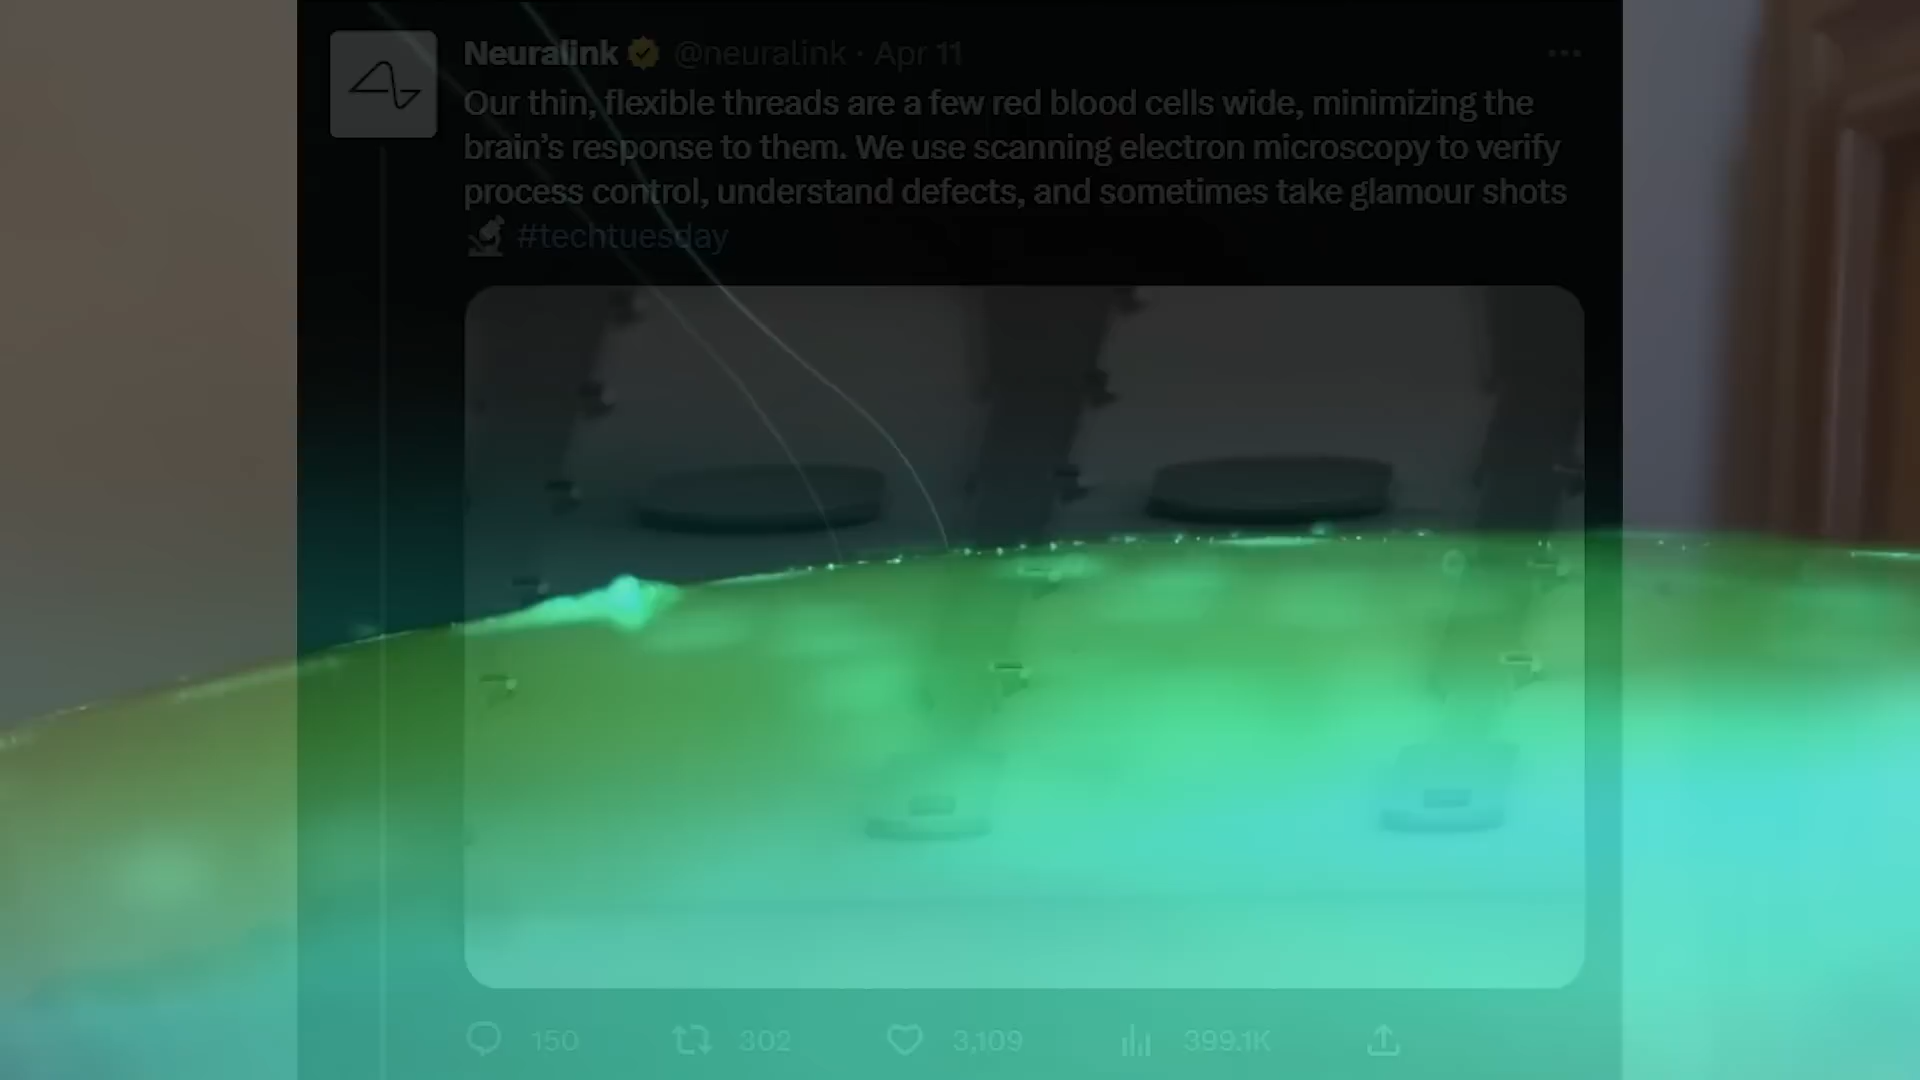 Neuralink @neuralink · Apr 11
Our thin, flexible threads are a few red blood cells wide, minimizing the
brain’s response to them. We use scanning electron microscopy to verify
process control, understand defects, and sometimes take glamour shots
🔬 #techtuesday
150 302 3,109 399.1K